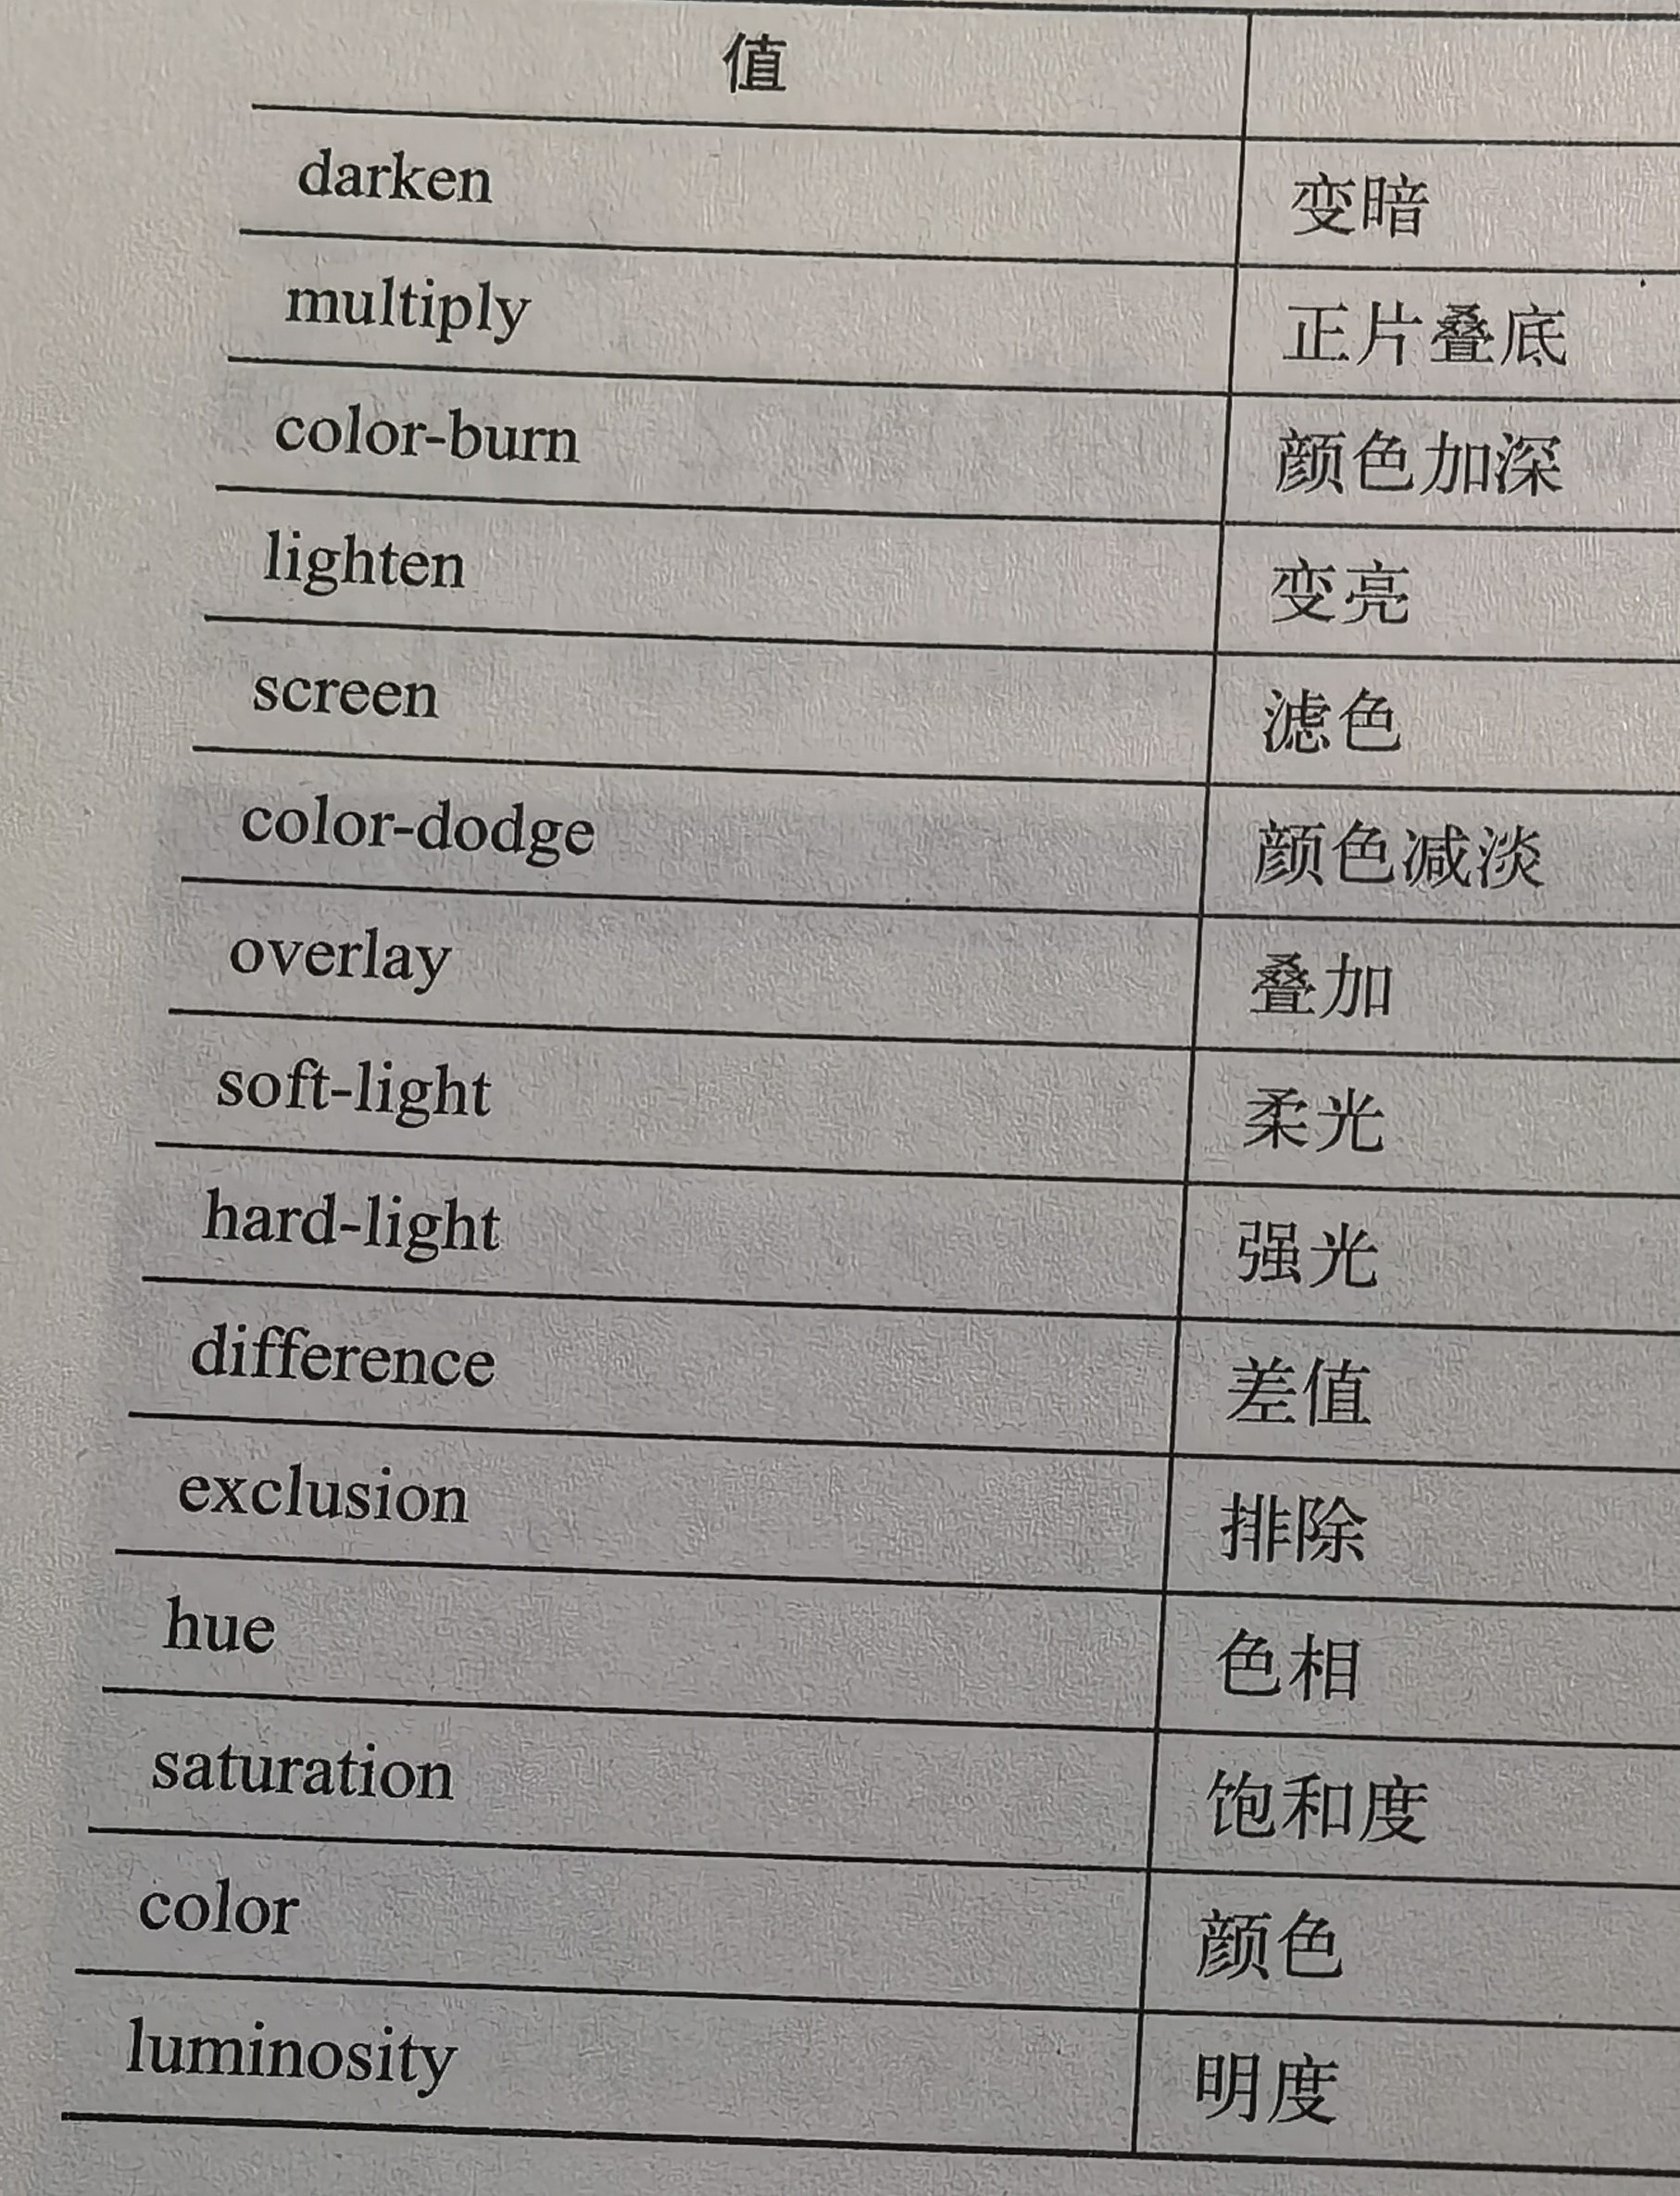 值
darken 变暗
multiply 正片叠底
color-burn 颜色加深
lighten 变亮
screen 滤色
color-dodge 颜色减淡
overlay 叠加
soft-light 柔光
hard-light 强光
difference 差值
exclusion 排除
hue 色相
saturation 饱和度
color 颜色
luminosity 明度